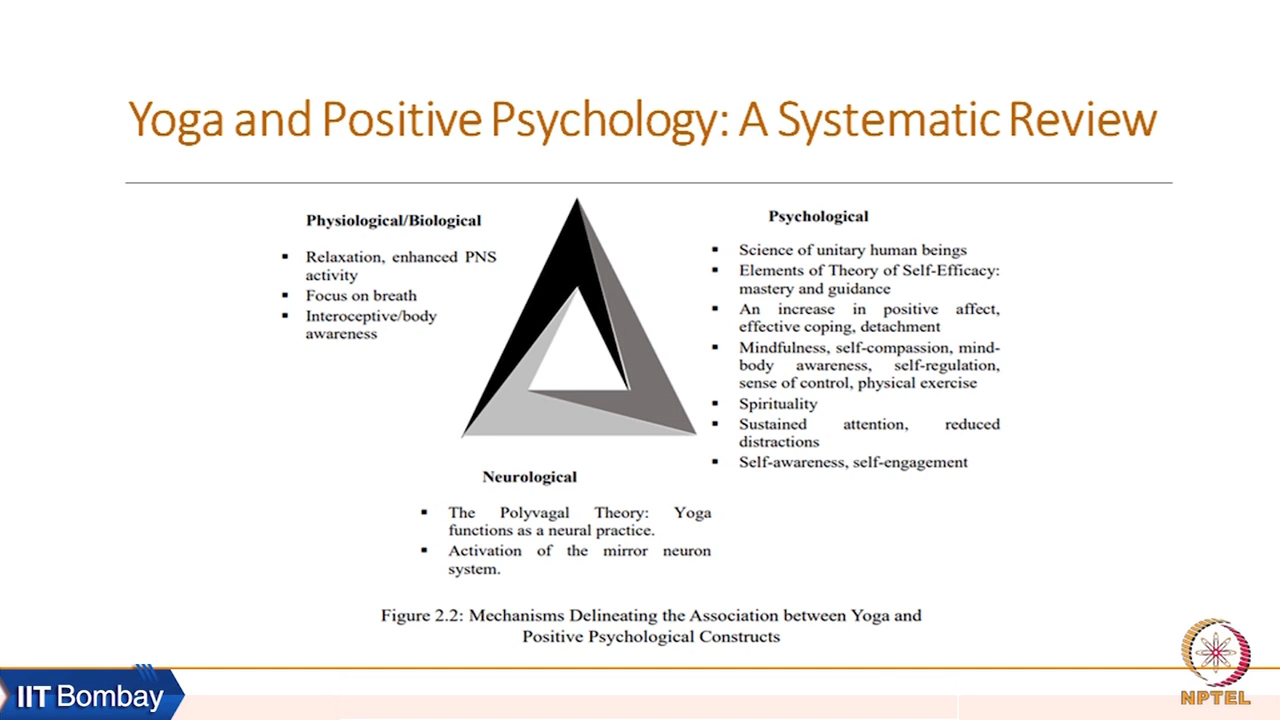 Yoga and Positive Psychology: A Systematic Review
Physiological/Biological
▪ Relaxation, enhanced PNS
activity
▪ Focus on breath
▪ Interoceptive/body
awareness
Psychological
▪ Science of unitary human beings
▪ Elements of Theory of Self-Efficacy:
mastery and guidance
▪ An increase in positive affect,
effective coping, detachment
▪ Mindfulness, self-compassion, mind-
body awareness, self-regulation,
sense of control, physical exercise
▪ Spirituality
▪ Sustained attention, reduced
distractions
▪ Self-awareness, self-engagement
Neurological
▪ The Polyvagal Theory: Yoga
functions as a neural practice.
▪ Activation of the mirror neuron
system.
Figure 2.2: Mechanisms Delineating the Association between Yoga and
Positive Psychological Constructs
IIT Bombay
NPTEL